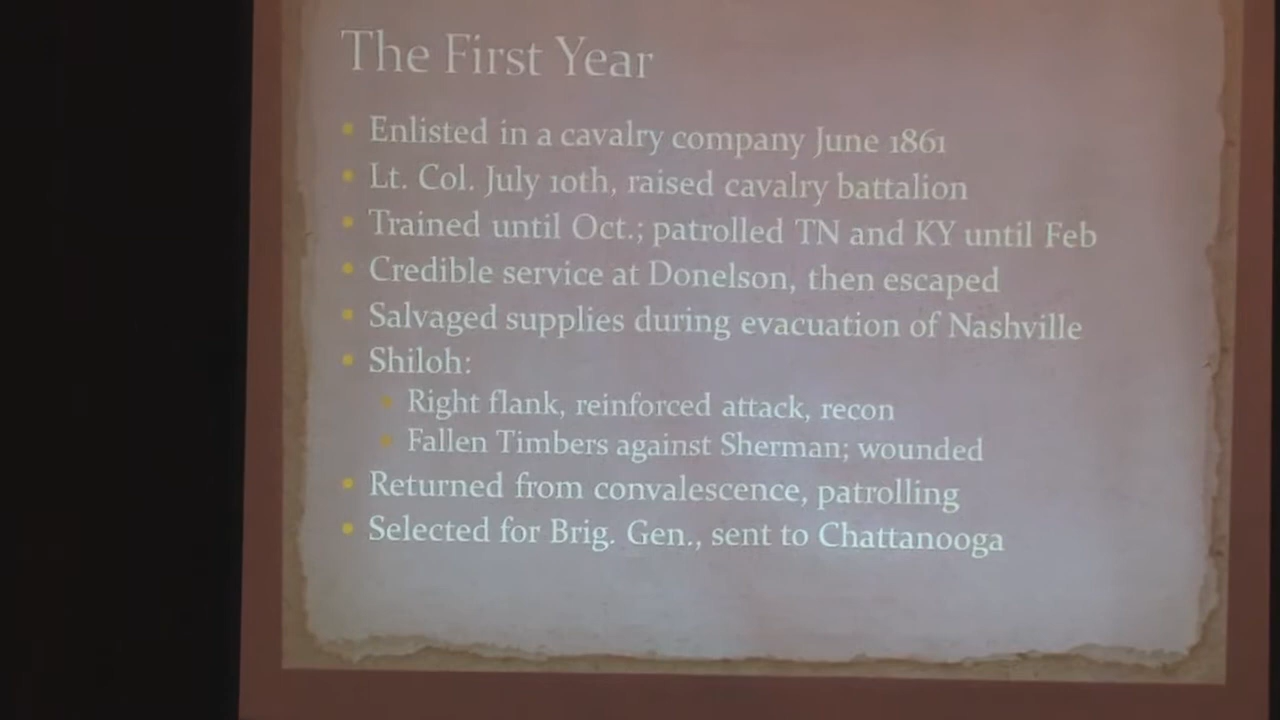 The First Year
Enlisted in a cavalry company June 1861
Lt. Col. July 10th, raised cavalry battalion
Trained until Oct.; patrolled TN and KY until Feb
Credible service at Donelson, then escaped
Salvaged supplies during evacuation of Nashville
Shiloh:
Right flank, reinforced attack, recon
Fallen Timbers against Sherman; wounded
Returned from convalescence, patrolling
Selected for Brig. Gen., sent to Chattanooga